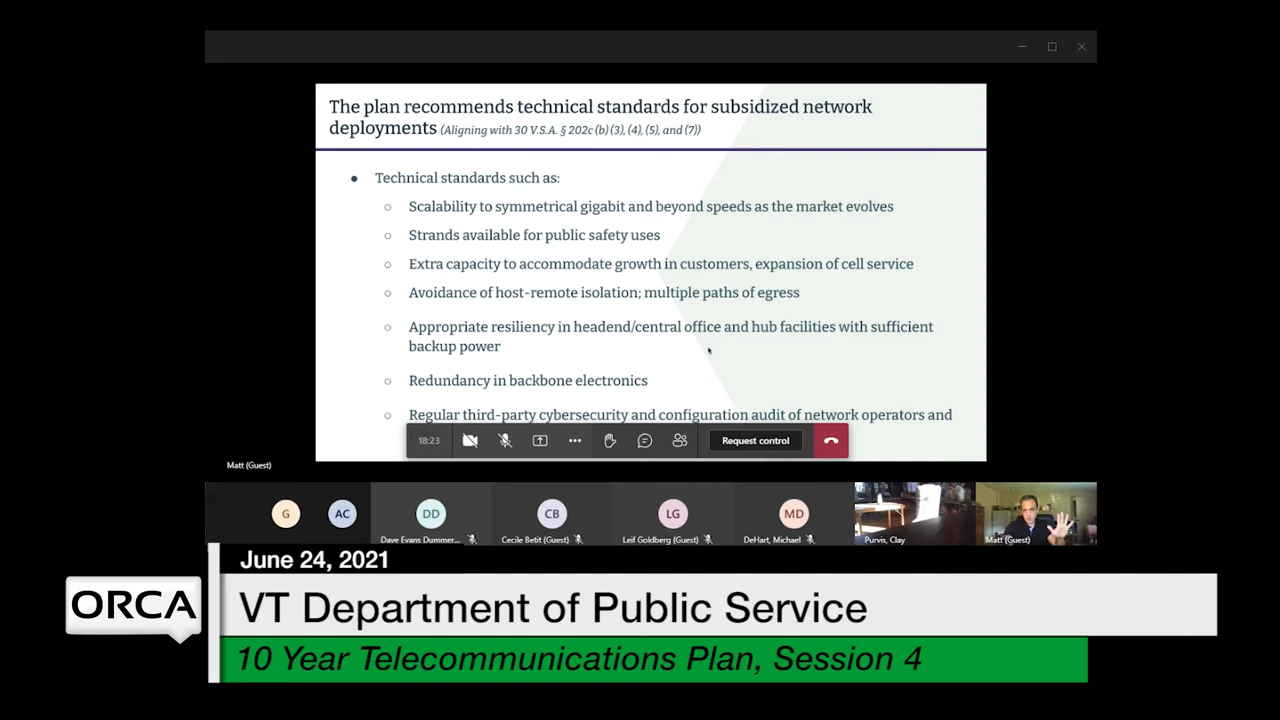 The plan recommends technical standards for subsidized network
deployments (Aligning with 30 V.S.A. § 202c (b) (3), (4), (5), and (7))
● Technical standards such as:
○ Scalability to symmetrical gigabit and beyond speeds as the market evolves
○ Strands available for public safety uses
○ Extra capacity to accommodate growth in customers, expansion of cell service
○ Avoidance of host-remote isolation; multiple paths of egress
○ Appropriate resiliency in headend/central office and hub facilities with sufficient
backup power
○ Redundancy in backbone electronics
○ Regular third-party cybersecurity and configuration audit of network operators and
18:23
Request control
Matt (Guest)
G
AC
DD
CB
LG
MD
Dave Evans Dummer...
Cecile Betit (Guest)
Leif Goldberg (Guest)
DeHart, Michael
Purvis, Clay
Matt (Guest)
June 24, 2021
ORCA
VT Department of Public Service
10 Year Telecommunications Plan, Session 4